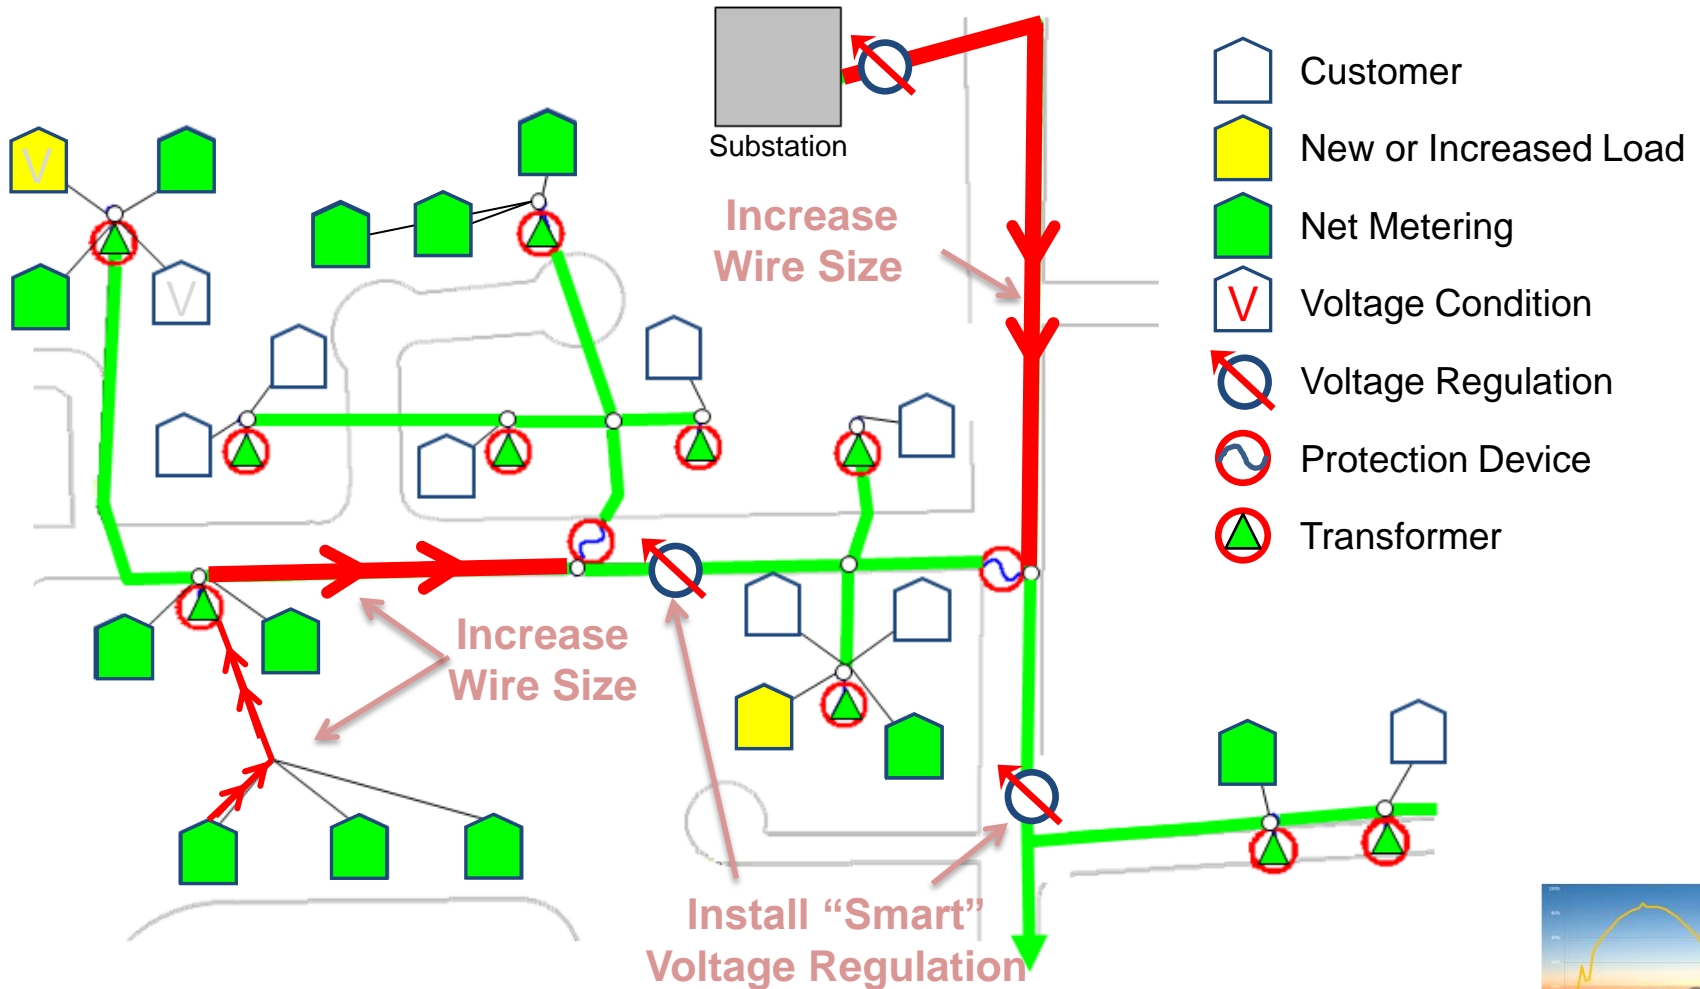 Substation
Customer
New or Increased Load
Net Metering
V
Voltage Condition
Voltage Regulation
Protection Device
Transformer
V
V
Increase
Wire Size
Increase
Wire Size
Install “Smart”
Voltage Regulation